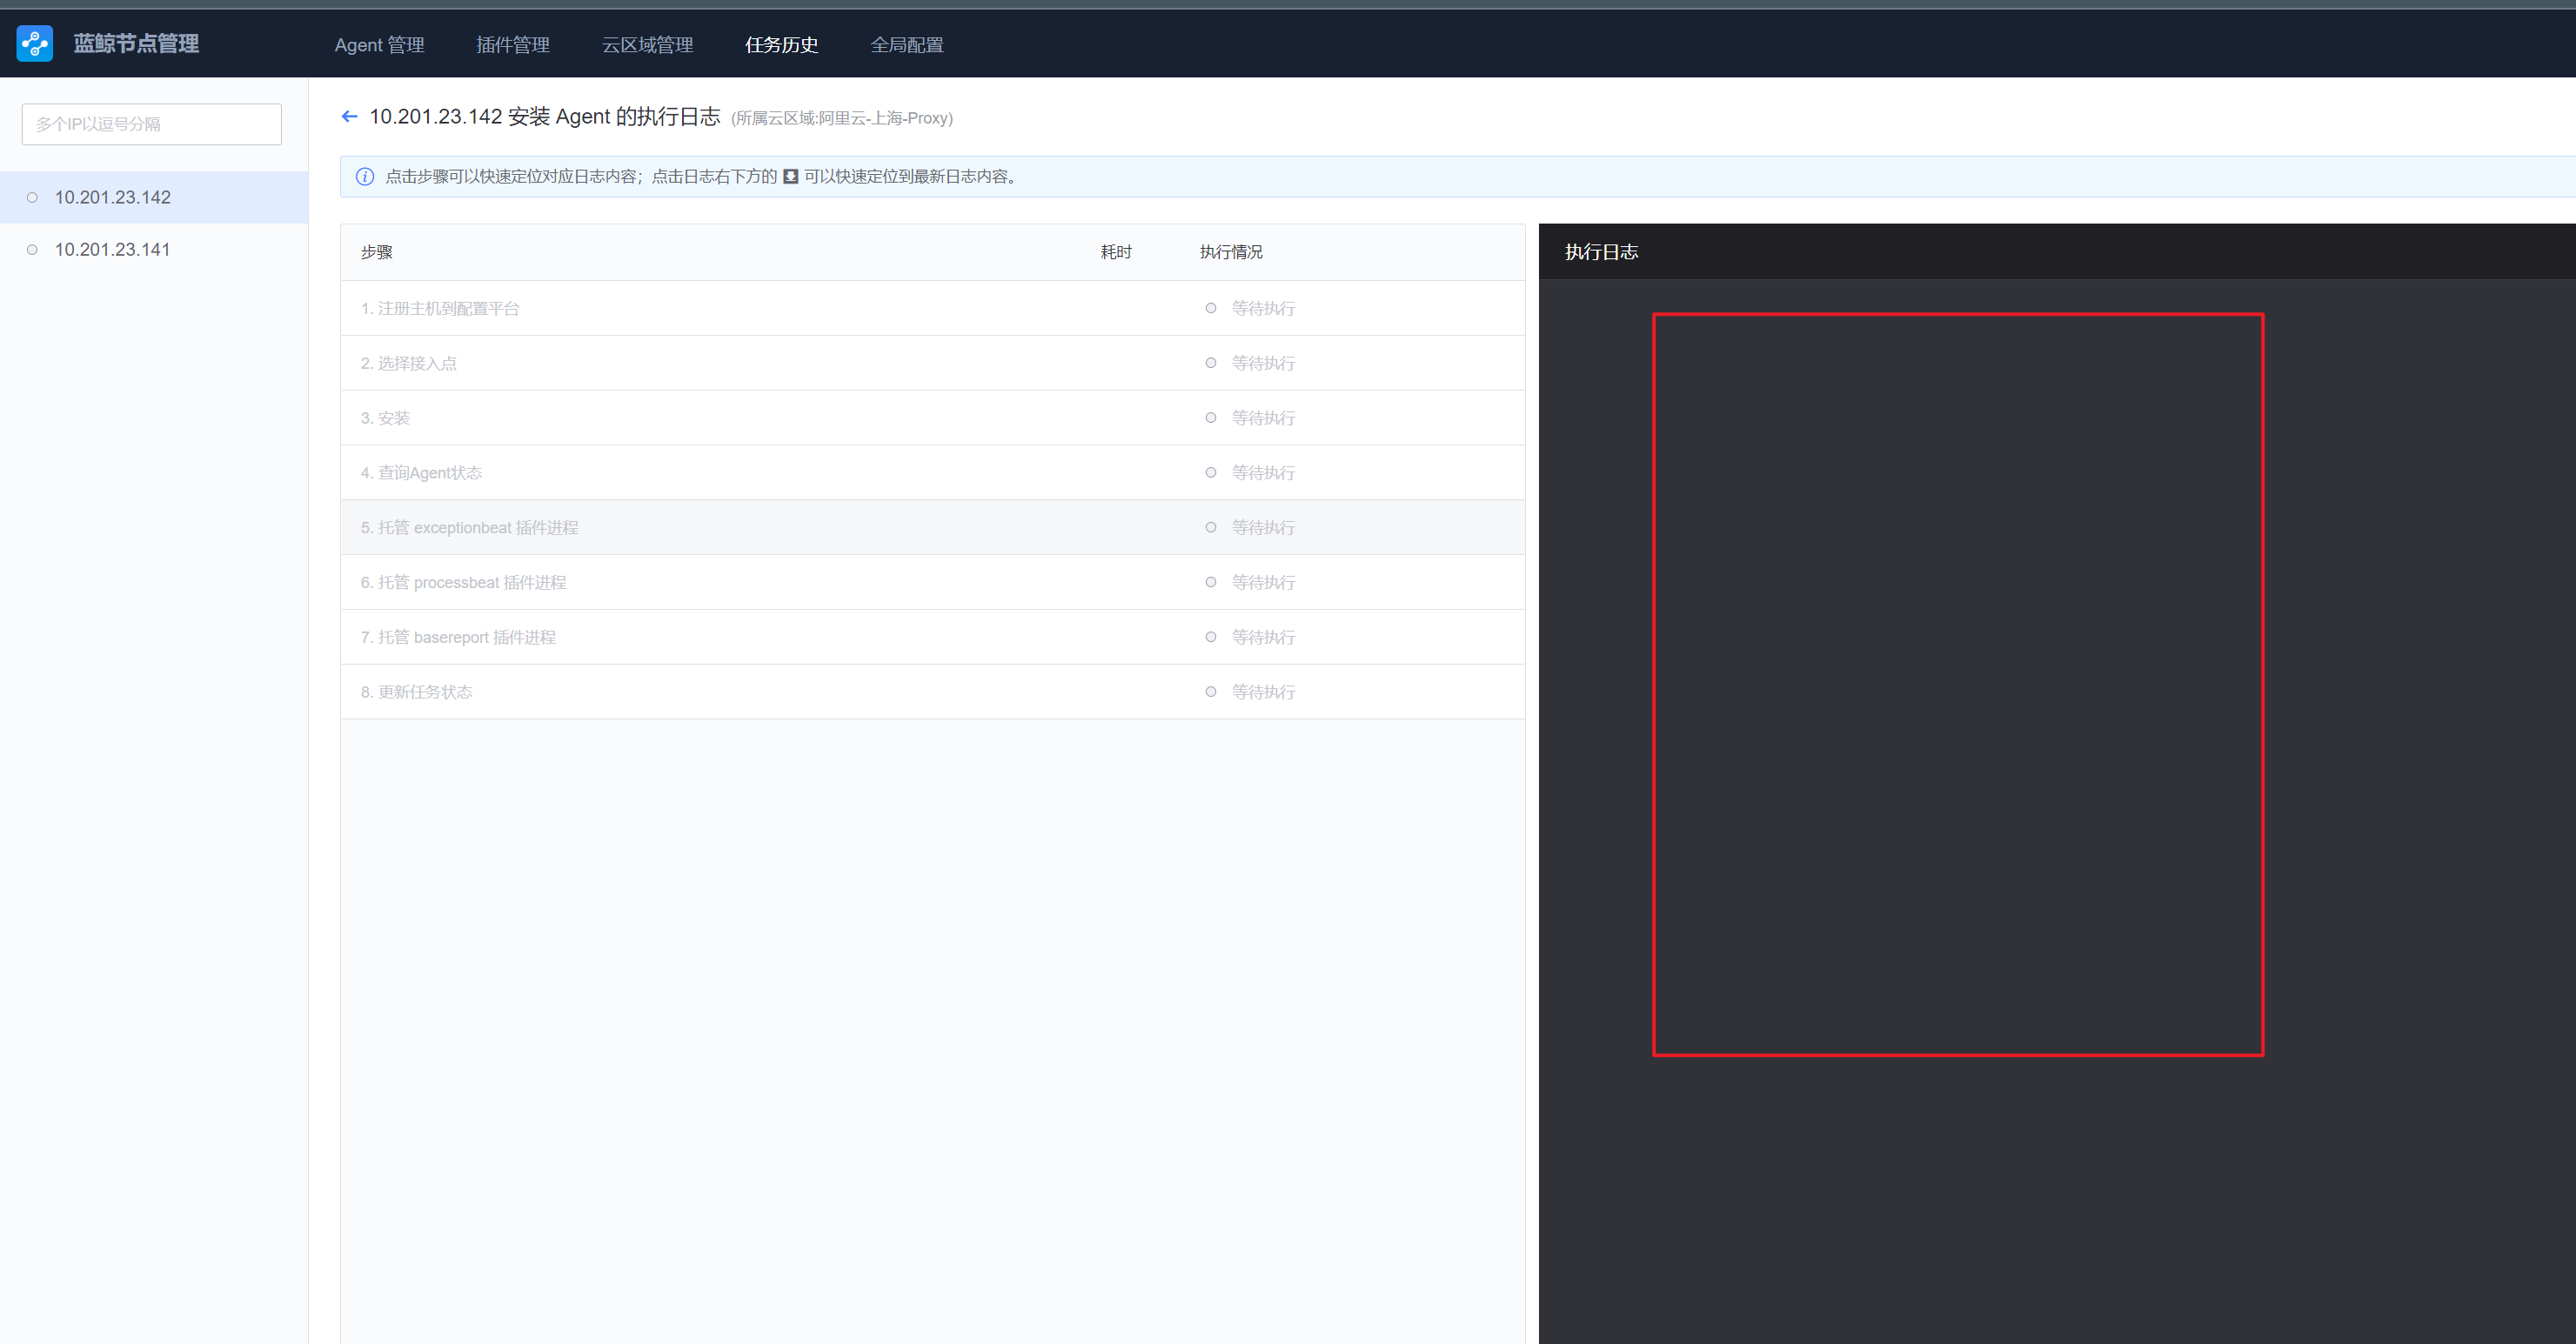 蓝鲸节点管理
Agent 管理 插件管理 云区域管理 任务历史 全局配置
多个IP以逗号分隔
10.201.23.142
10.201.23.141
10.201.23.142 安装 Agent 的执行日志 (所属云区域:阿里云-上海-Proxy)
点击步骤可以快速定位对应日志内容；点击日志右下方的 可以快速定位到最新日志内容。
步骤 耗时 执行情况
1. 注册主机到配置平台 等待执行
2. 选择接入点 等待执行
3. 安装 等待执行
4. 查询Agent状态 等待执行
5. 托管 exceptionbeat 插件进程 等待执行
6. 托管 processbeat 插件进程 等待执行
7. 托管 basereport 插件进程 等待执行
8. 更新任务状态 等待执行
执行日志